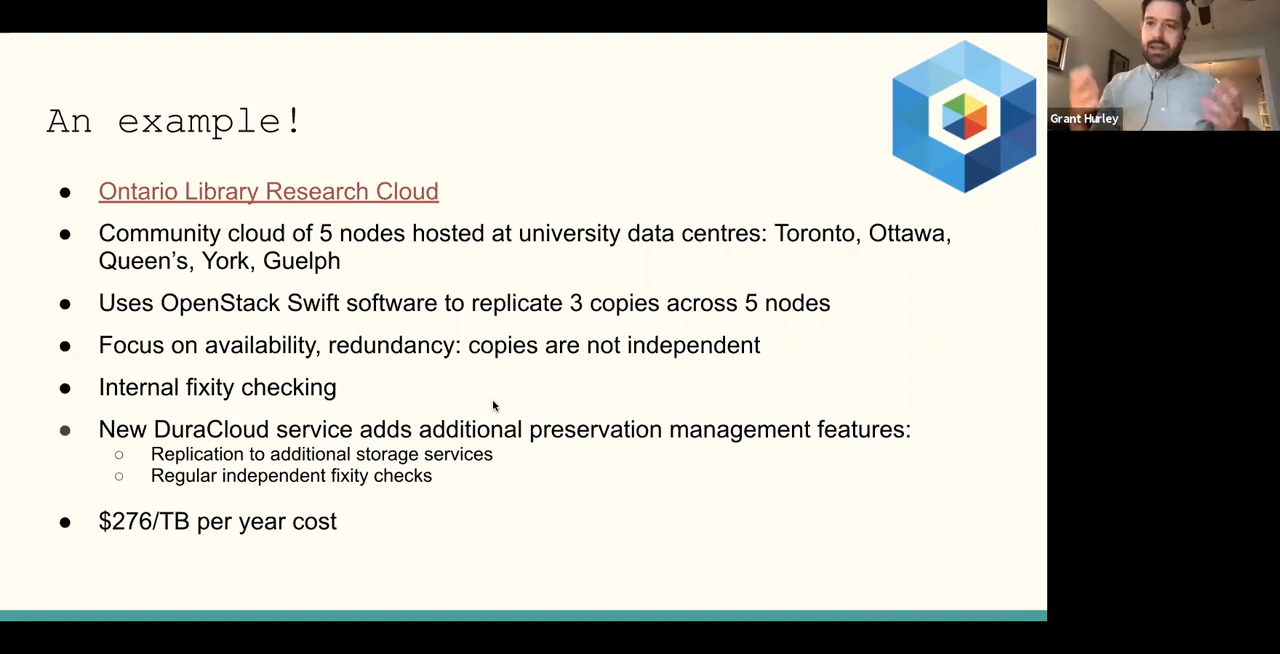 An example!
● Ontario Library Research Cloud
● Community cloud of 5 nodes hosted at university data centres: Toronto, Ottawa,
Queen’s, York, Guelph
● Uses OpenStack Swift software to replicate 3 copies across 5 nodes
● Focus on availability, redundancy: copies are not independent
● Internal fixity checking
● New DuraCloud service adds additional preservation management features:
○ Replication to additional storage services
○ Regular independent fixity checks
● $276/TB per year cost
Grant Hurley